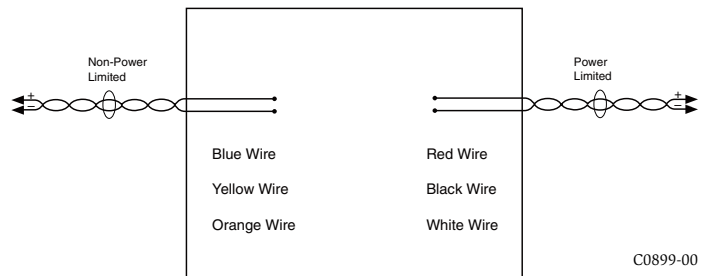 Non-Power
Limited
Power
Limited
+
−
+
−
Blue Wire
Red Wire
Yellow Wire
Black Wire
Orange Wire
White Wire
C0899-00